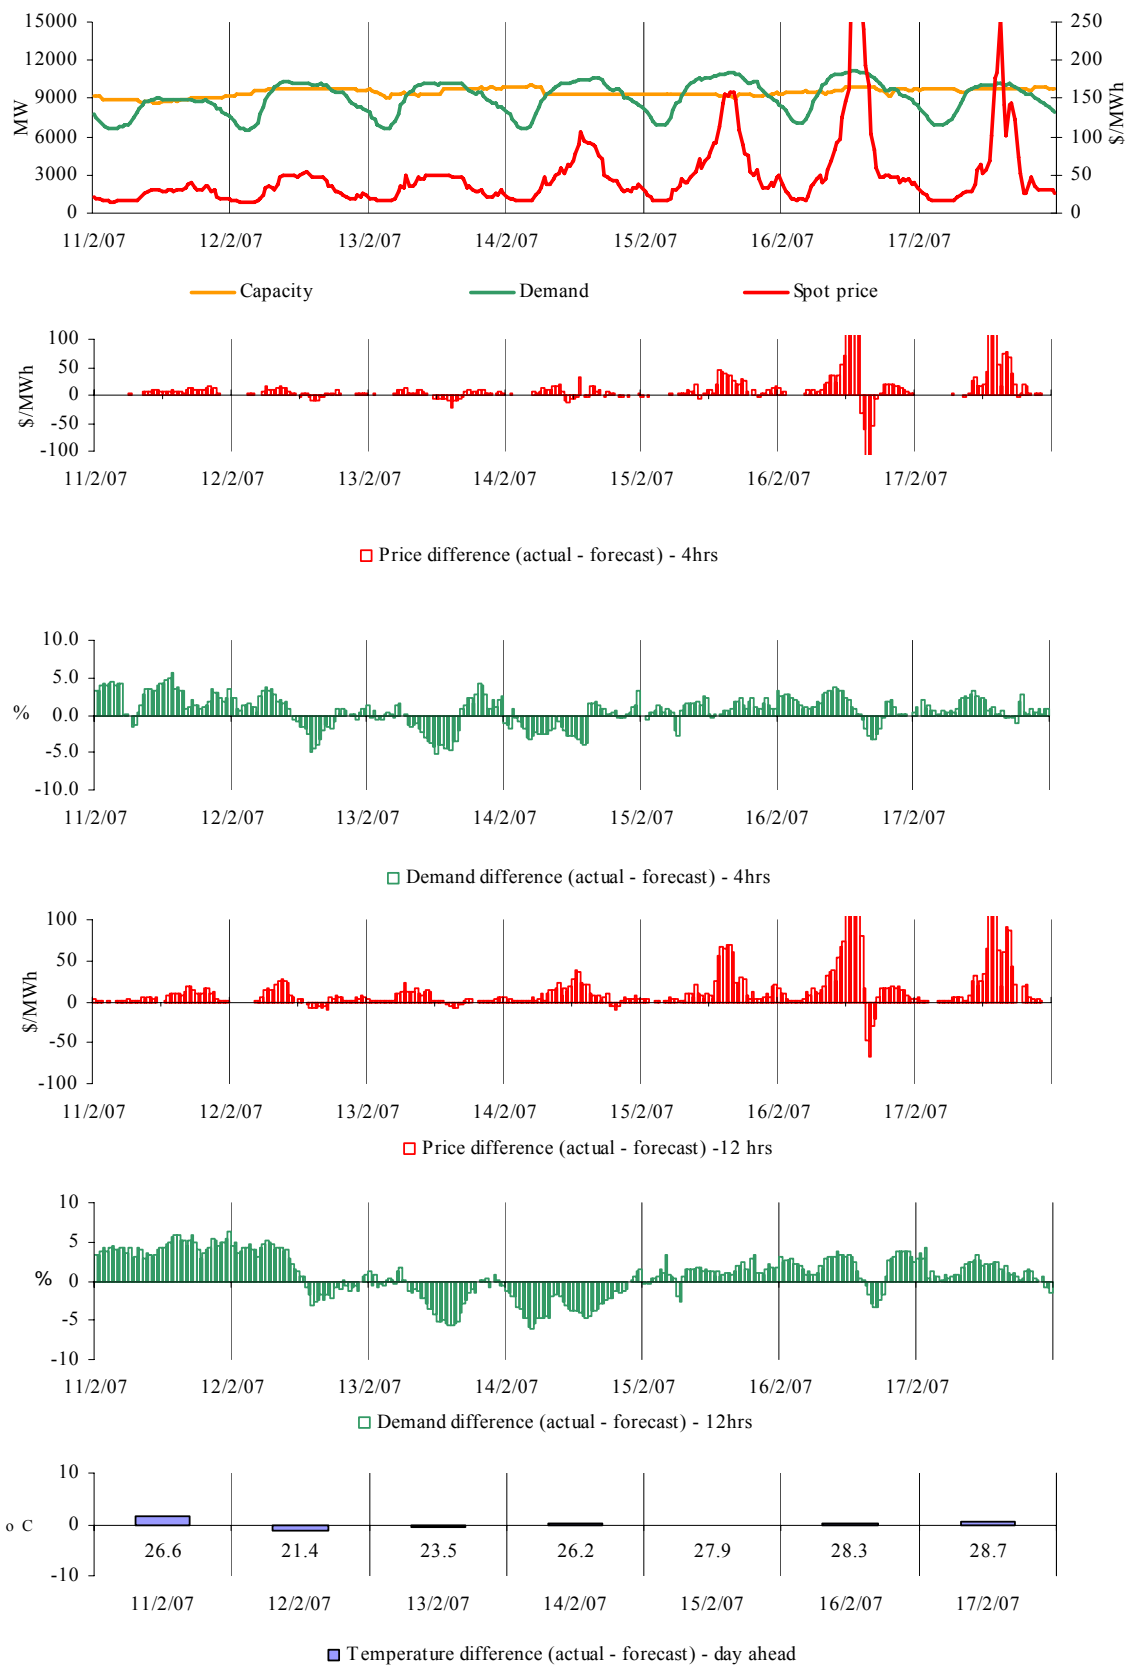 15000 250
12000 200
9000 150
6000 100
3000 50
0 0
MW
$/MWh
11/2/07 12/2/07 13/2/07 14/2/07 15/2/07 16/2/07 17/2/07
Capacity Demand Spot price
100
50
0
-50
-100
$/MWh
11/2/07 12/2/07 13/2/07 14/2/07 15/2/07 16/2/07 17/2/07
Price difference (actual - forecast) - 4hrs
10.0
5.0
0.0
-5.0
-10.0
%
11/2/07 12/2/07 13/2/07 14/2/07 15/2/07 16/2/07 17/2/07
Demand difference (actual - forecast) - 4hrs
100
50
0
-50
-100
$/MWh
11/2/07 12/2/07 13/2/07 14/2/07 15/2/07 16/2/07 17/2/07
Price difference (actual - forecast) -12 hrs
10
5
0
-5
-10
%
11/2/07 12/2/07 13/2/07 14/2/07 15/2/07 16/2/07 17/2/07
Demand difference (actual - forecast) - 12hrs
10
0
-10
o C
26.6 21.4 23.5 26.2 27.9 28.3 28.7
11/2/07 12/2/07 13/2/07 14/2/07 15/2/07 16/2/07 17/2/07
Temperature difference (actual - forecast) - day ahead